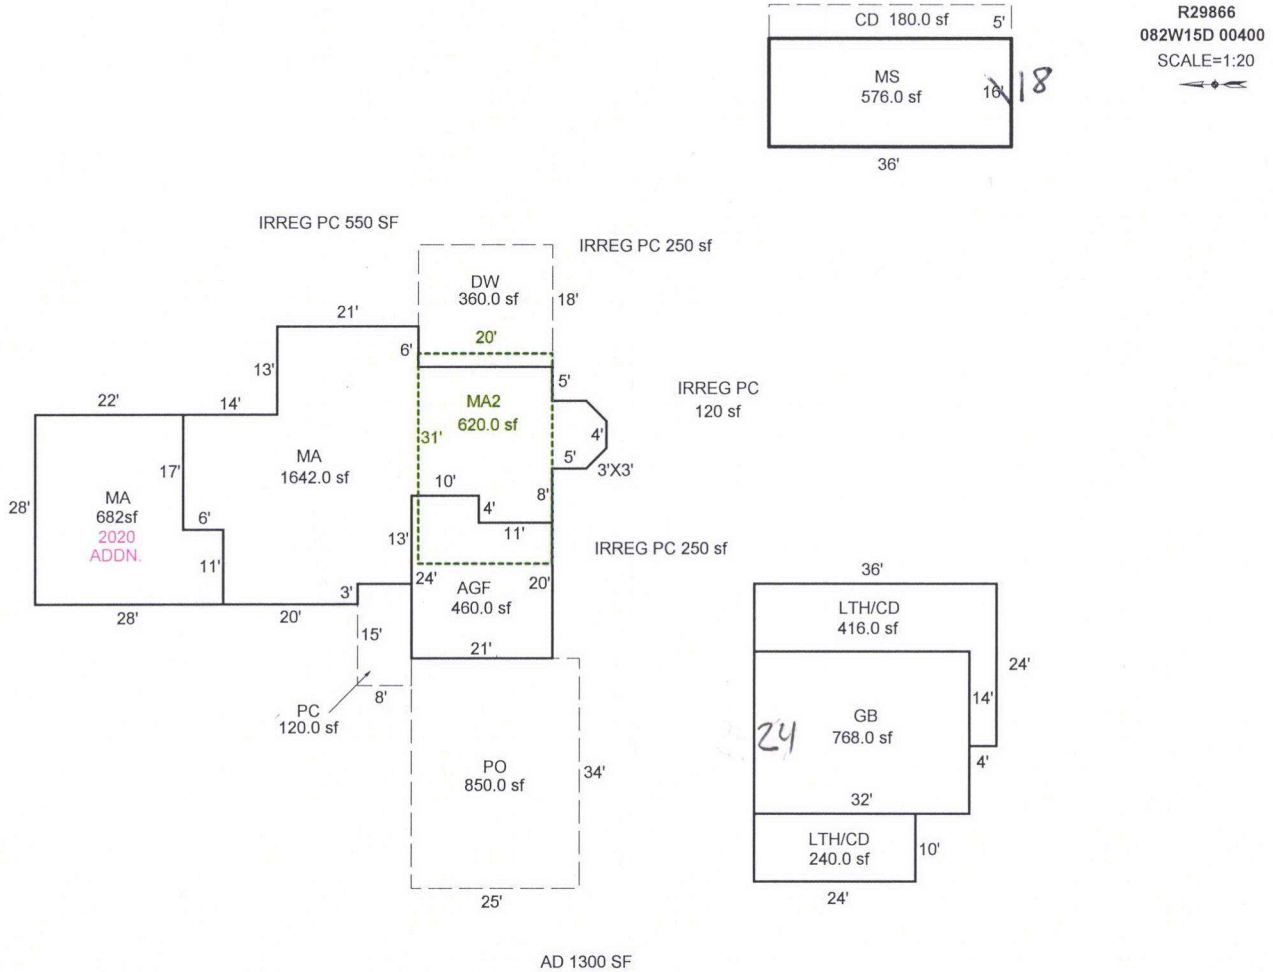 CD 180.0 sf
5'
R29866
082W15D 00400
SCALE=1:20
MS
576.0 sf
16'
18
36'
IRREG PC 550 SF
IRREG PC 250 sf
DW
360.0 sf
18'
21'
20'
6'
13'
5'
IRREG PC
120 sf
22'
14'
MA2
620.0 sf
31'
4'
MA
1642.0 sf
17'
5'
3'X3'
10'
8'
4'
28'
MA
682sf
2020
ADDN.
6'
11'
13'
11'
IRREG PC 250 sf
24'
20'
AGF
460.0 sf
3'
28'
20'
15'
21'
8'
PC
120.0 sf
PO
850.0 sf
34'
25'
36'
LTH/CD
416.0 sf
24'
14'
GB
768.0 sf
24
4'
32'
LTH/CD
240.0 sf
10'
24'
AD 1300 SF